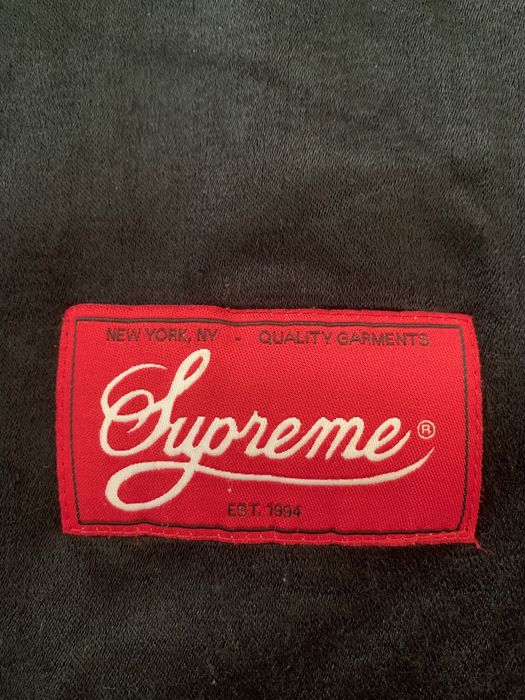 NEW YORK, NY - QUALITY GARMENTS
Supreme ®
EST. 1994